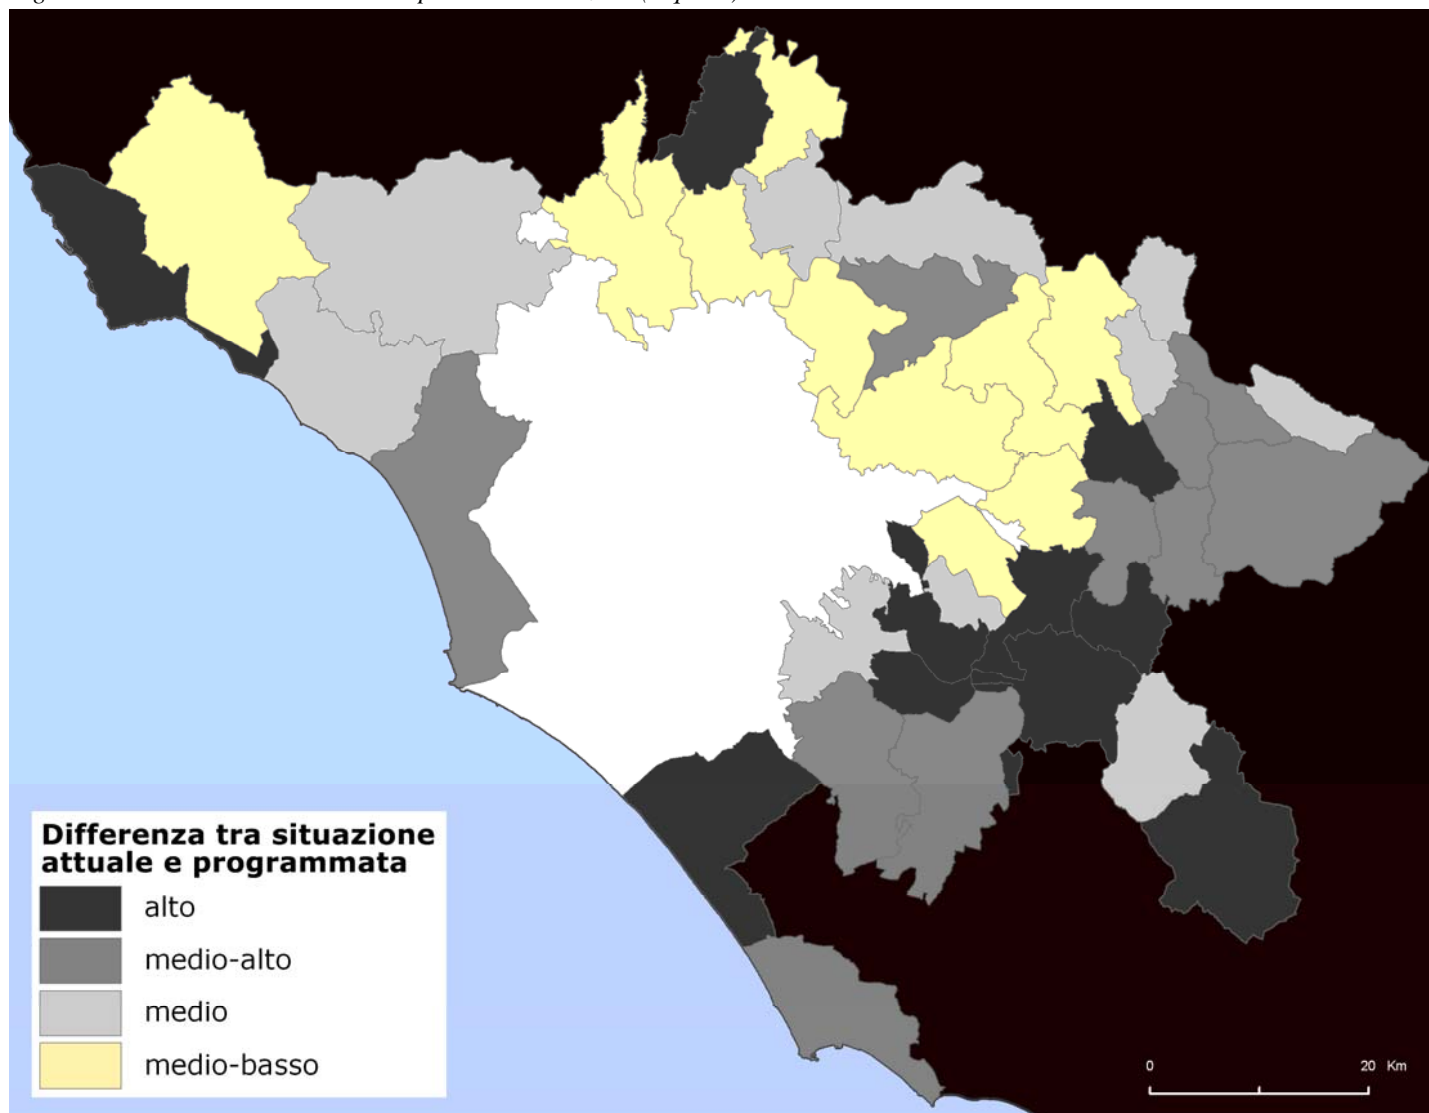 Differenza tra situazione
attuale e programmata
alto
medio-alto
medio
medio-basso
0 20 Km